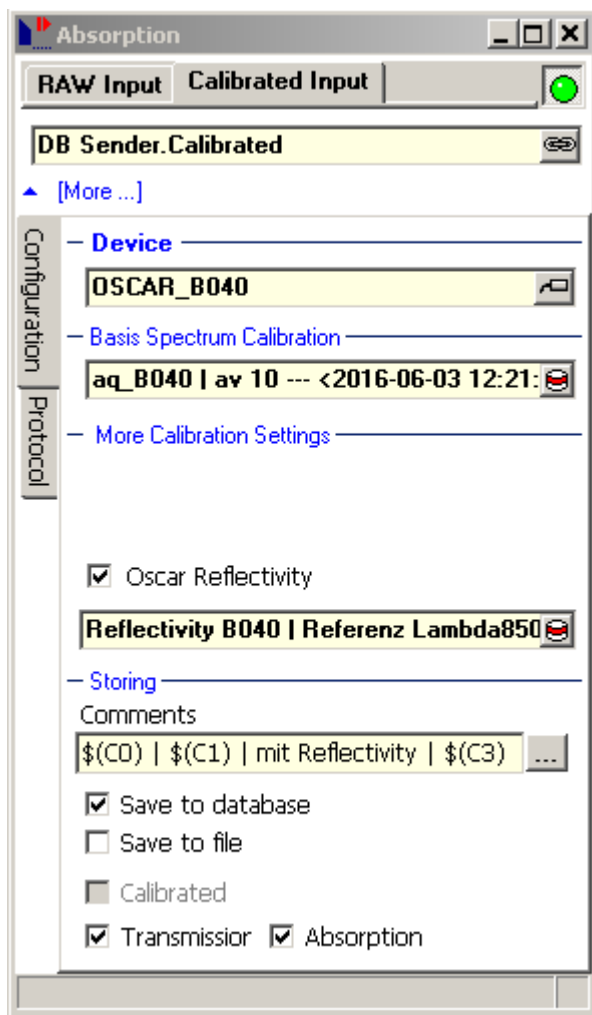 Absorption
RAW Input Calibrated Input
DB Sender.Calibrated
[More ...]
Configuration
Protocol
Device
OSCAR_B040
Basis Spectrum Calibration
aq_B040 | av 10 --- <2016-06-03 12:21:
More Calibration Settings
Oscar Reflectivity
Reflectivity B040 | Referenz Lambda850
Storing
Comments
$(C0) | $(C1) | mit Reflectivity | $(C3) ...
Save to database
Save to file
Calibrated
Transmissior Absorption